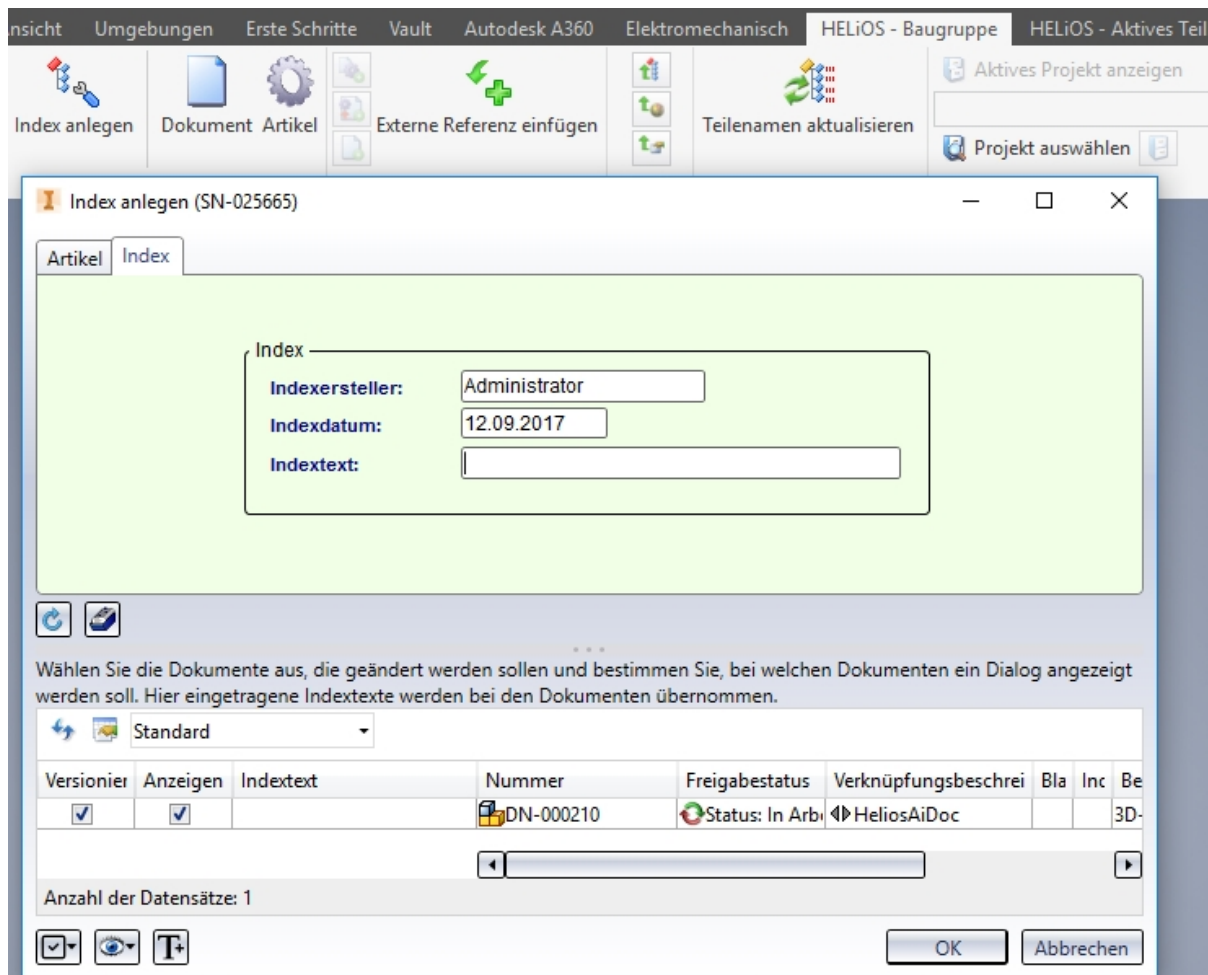 nsicht Umgebungen Erste Schritte Vault Autodesk A360 Elektromechanisch HELiOS - Baugruppe HELiOS - Aktives Teil
Aktives Projekt anzeigen
Index anlegen Dokument Artikel Externe Referenz einfügen Teilenamen aktualisieren
Projekt auswählen
Index anlegen (SN-025665)
Artikel Index
Index
Indexersteller: Administrator
Indexdatum: 12.09.2017
Indextext:
Wählen Sie die Dokumente aus, die geändert werden sollen und bestimmen Sie, bei welchen Dokumenten ein Dialog angezeigt
werden soll. Hier eingetragene Indextexte werden bei den Dokumenten übernommen.
Standard
Versionier Anzeigen Indextext Nummer Freigabestatus Verknüpfungsbeschrei Bla Inc Be
DN-000210 Status: In Arb HeliosAiDoc 3D-
Anzahl der Datensätze: 1
T+ OK Abbrechen